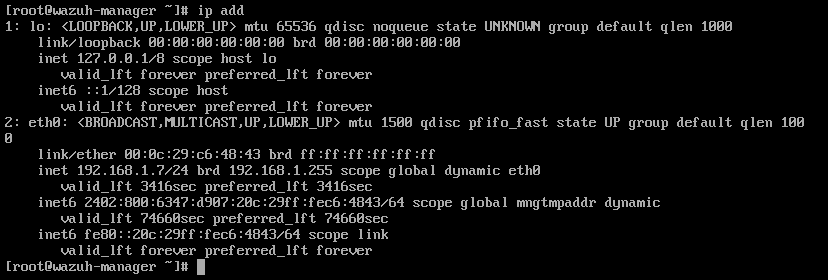 [root@wazuh-manager ~]# ip add
1: lo: <LOOPBACK,UP,LOWER_UP> mtu 65536 qdisc noqueue state UNKNOWN group default qlen 1000
    link/loopback 00:00:00:00:00:00 brd 00:00:00:00:00:00
    inet 127.0.0.1/8 scope host lo
       valid_lft forever preferred_lft forever
    inet6 ::1/128 scope host
       valid_lft forever preferred_lft forever
2: eth0: <BROADCAST,MULTICAST,UP,LOWER_UP> mtu 1500 qdisc pfifo_fast state UP group default qlen 100
0
    link/ether 00:0c:29:c6:48:43 brd ff:ff:ff:ff:ff:ff
    inet 192.168.1.7/24 brd 192.168.1.255 scope global dynamic eth0
       valid_lft 3416sec preferred_lft 3416sec
    inet6 2402:800:6347:d907:20c:29ff:fec6:4843/64 scope global mngtmpaddr dynamic
       valid_lft 74660sec preferred_lft 74660sec
    inet6 fe80::20c:29ff:fec6:4843/64 scope link
       valid_lft forever preferred_lft forever
[root@wazuh-manager ~]#